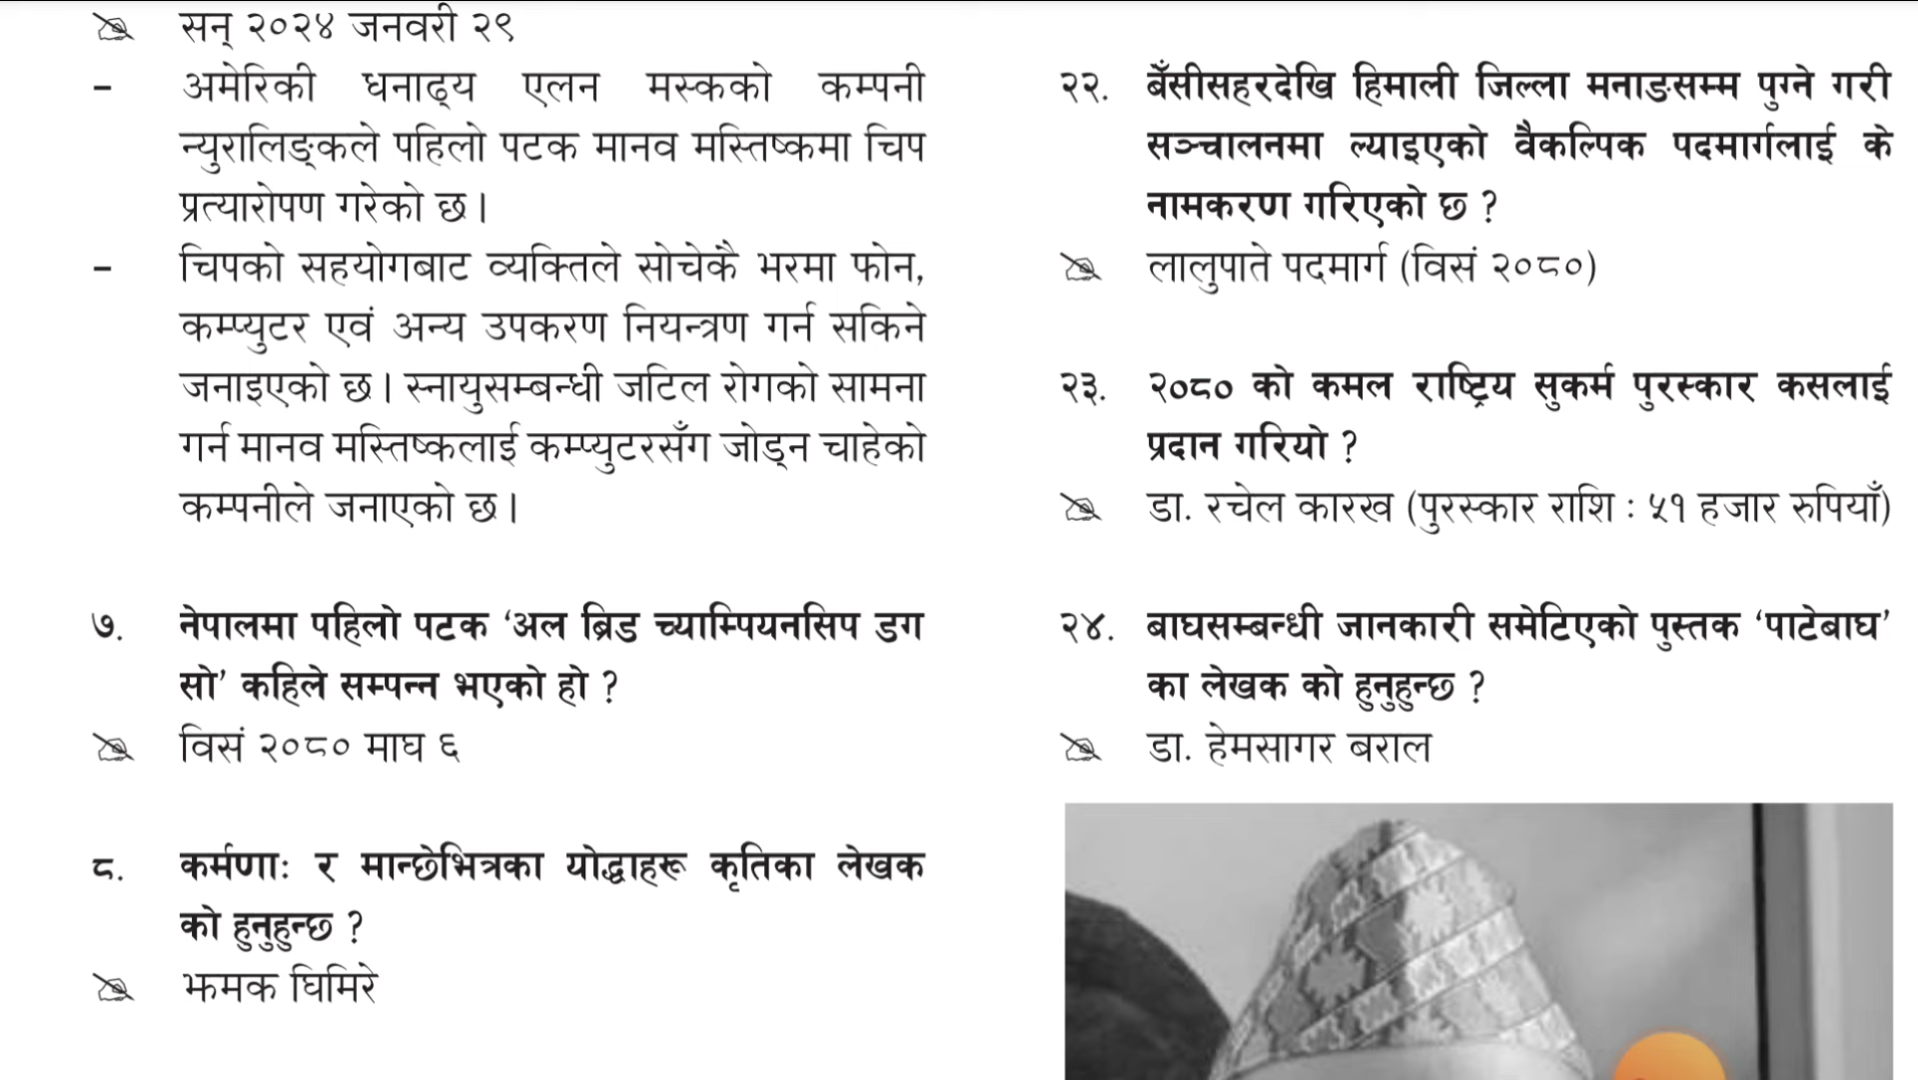 सन् २०२४ जनवरी २९
– अमेरिकी धनाढ्य एलन मस्कको कम्पनी
न्युरालिङ्कले पहिलो पटक मानव मस्तिष्कमा चिप
प्रत्यारोपण गरेको छ।
– चिपको सहयोगबाट व्यक्तिले सोचेकै भरमा फोन,
कम्प्युटर एवं अन्य उपकरण नियन्त्रण गर्न सकिने
जनाइएको छ। स्नायुसम्बन्धी जटिल रोगको सामना
गर्न मानव मस्तिष्कलाई कम्प्युटरसँग जोड्न चाहेको
कम्पनीले जनाएको छ।
७. नेपालमा पहिलो पटक ‘अल ब्रिड च्याम्पियनसिप डग
सो’ कहिले सम्पन्न भएको हो ?
विसं २०८० माघ ६
८. कर्मणाः र मान्छेभित्रका योद्धाहरू कृतिका लेखक
को हुनुहुन्छ ?
झमक घिमिरे
२२. बेँसीसहरदेखि हिमाली जिल्ला मनाङसम्म पुग्ने गरी
सञ्चालनमा ल्याइएको वैकल्पिक पदमार्गलाई के
नामकरण गरिएको छ ?
लालुपाते पदमार्ग (विसं २०८०)
२३. २०८० को कमल राष्ट्रिय सुकर्म पुरस्कार कसलाई
प्रदान गरियो ?
डा. रचेल कारख (पुरस्कार राशि : ५१ हजार रुपियाँ)
२४. बाघसम्बन्धी जानकारी समेटिएको पुस्तक ‘पाटेबाघ’
का लेखक को हुनुहुन्छ ?
डा. हेमसागर बराल